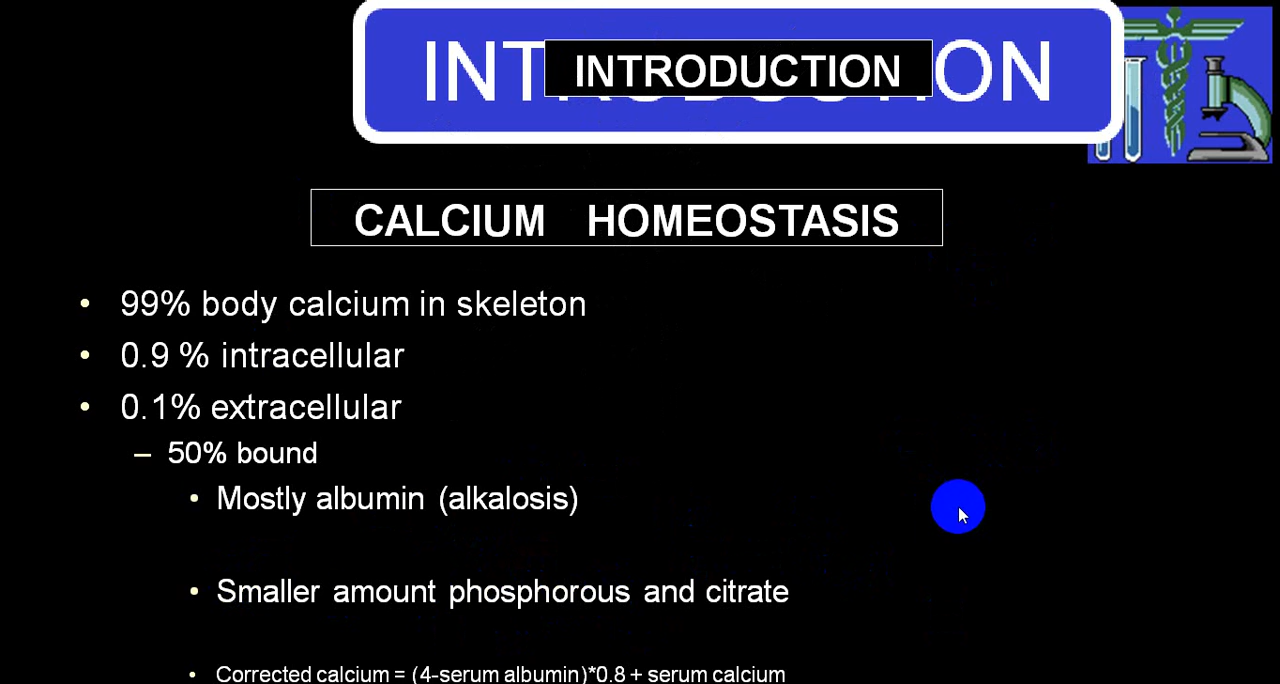 INTRODUCTION
CALCIUM HOMEOSTASIS
• 99% body calcium in skeleton
• 0.9 % intracellular
• 0.1% extracellular
– 50% bound
• Mostly albumin (alkalosis)
• Smaller amount phosphorous and citrate
• Corrected calcium = (4-serum albumin)*0.8 + serum calcium